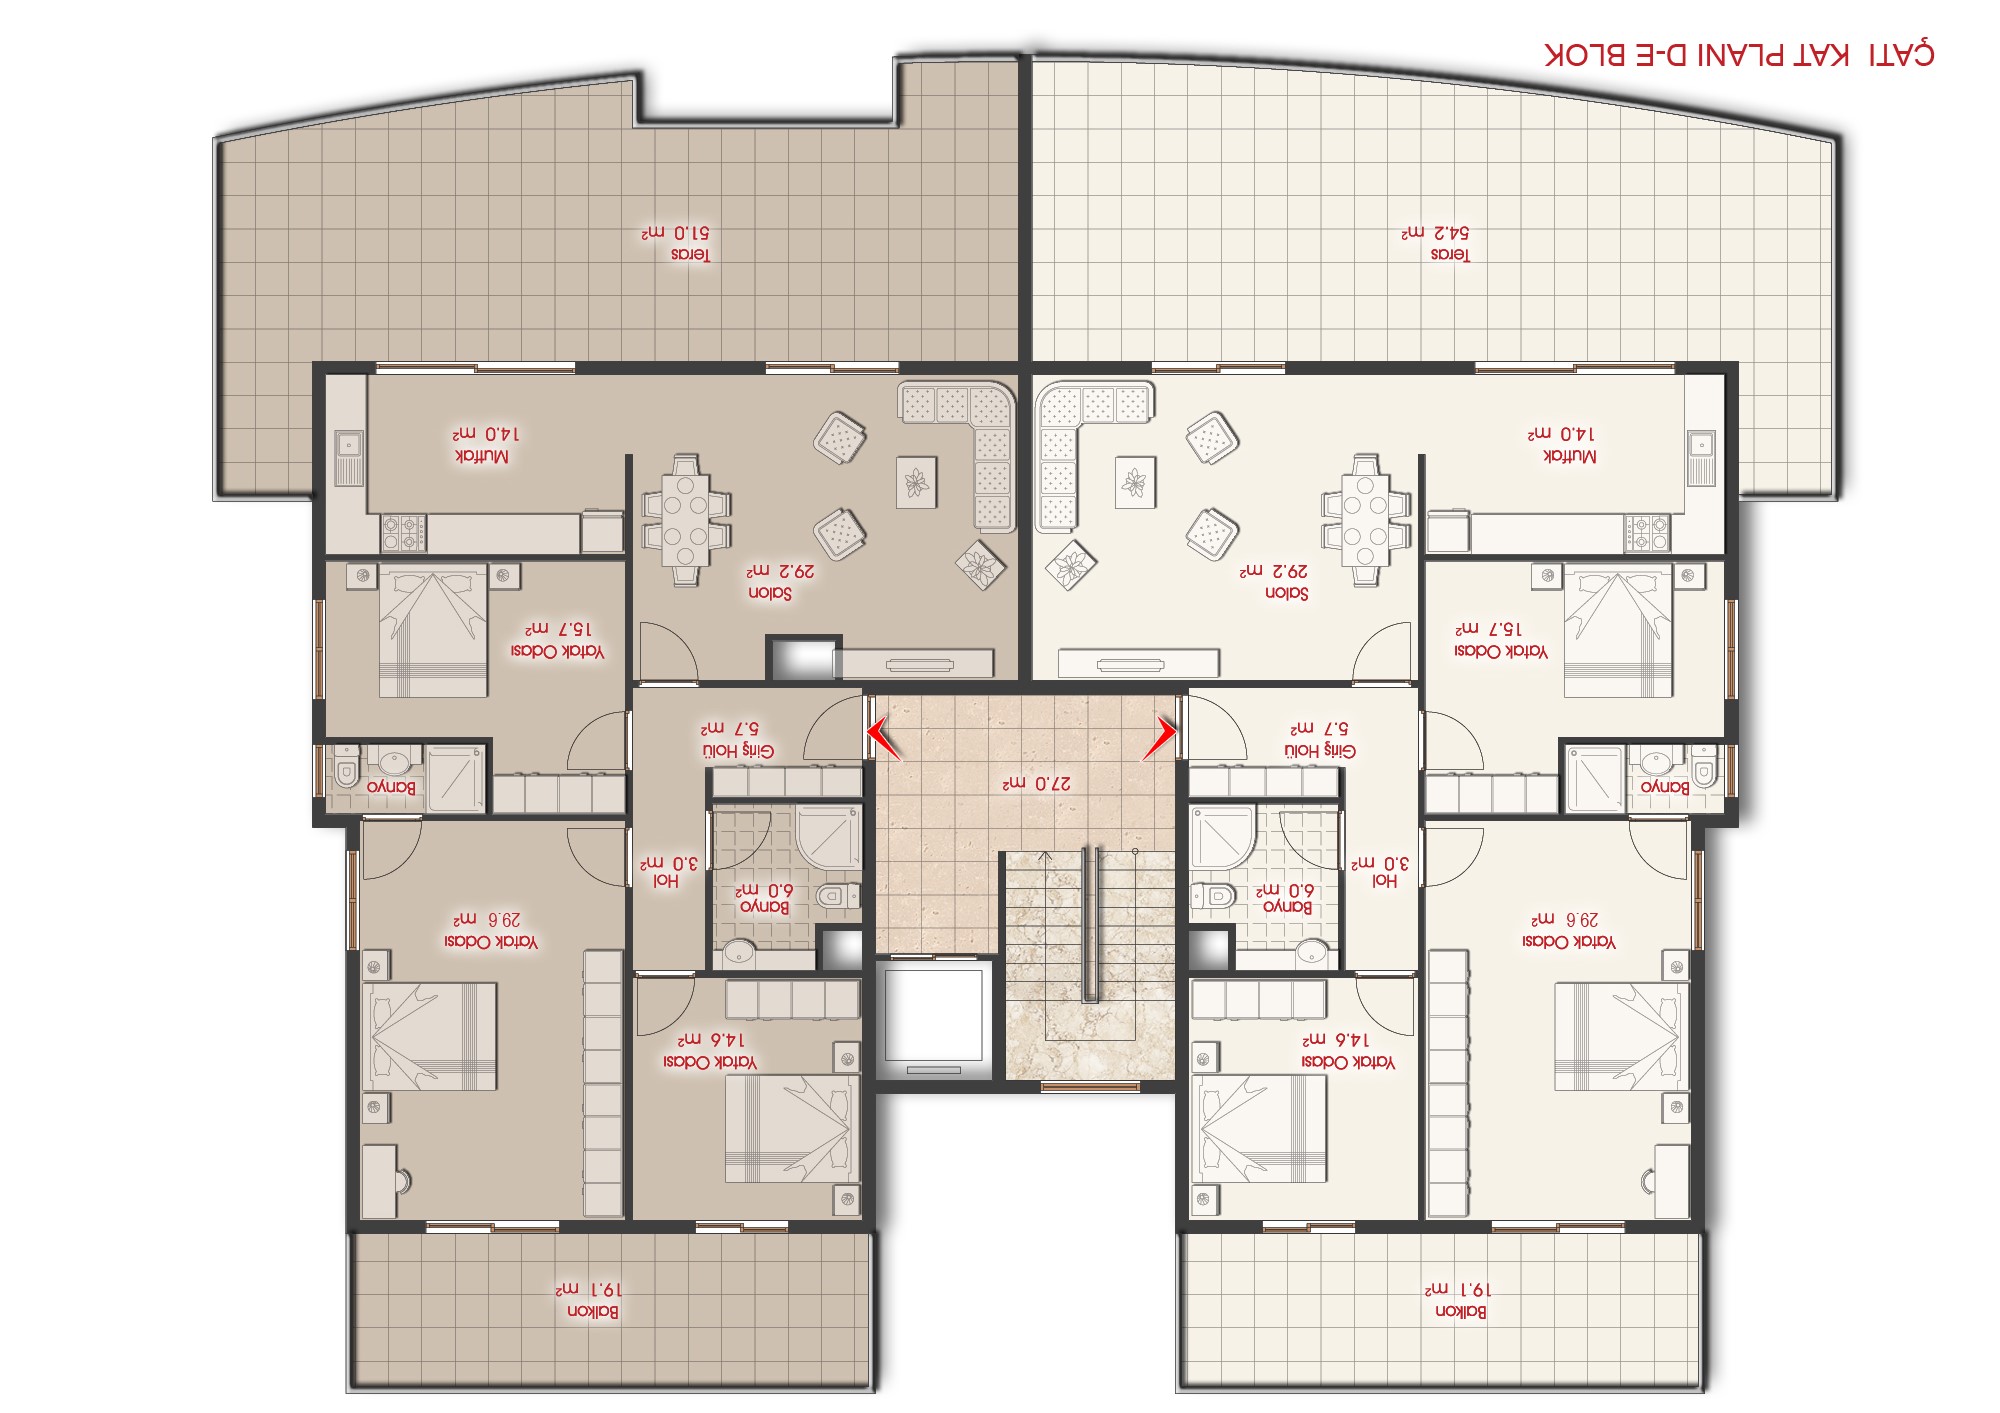 Balkon
19.1 m²
Balkon
19.1 m²
Yatak Odası
14.6 m²
Yatak Odası
14.6 m²
Yatak Odası
29.6 m²
Banyo
6.0 m²
Banyo
6.0 m²
Yatak Odası
29.6 m²
Hol
3.0 m²
Hol
3.0 m²
Banyo
27.0 m²
Banyo
Giriş Holü
5.7 m²
Giriş Holü
5.7 m²
Yatak Odası
15.7 m²
Yatak Odası
15.7 m²
Salon
29.2 m²
Salon
29.2 m²
Mutfak
14.0 m²
Mutfak
14.0 m²
Teras
54.2 m²
Teras
51.0 m²
ÇATI KAT PLANI D-E BLOK